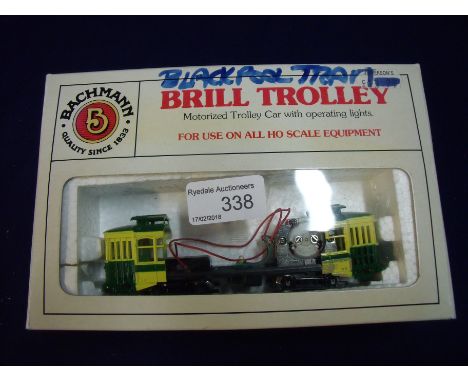 BLACKPOOL TRAM
BACHMANN
5
QUALITY SINCE 1833
BRILL TROLLEY
Motorized Trolley Car with operating lights.
FOR USE ON ALL HO SCALE EQUIPMENT
Ryedale Auctioneers
338
17/02/2018